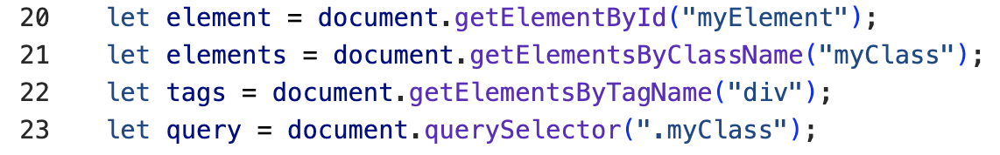 20 let element = document.getElementById("myElement");
21 let elements = document.getElementsByClassName("myClass");
22 let tags = document.getElementsByTagName("div");
23 let query = document.querySelector(".myClass");